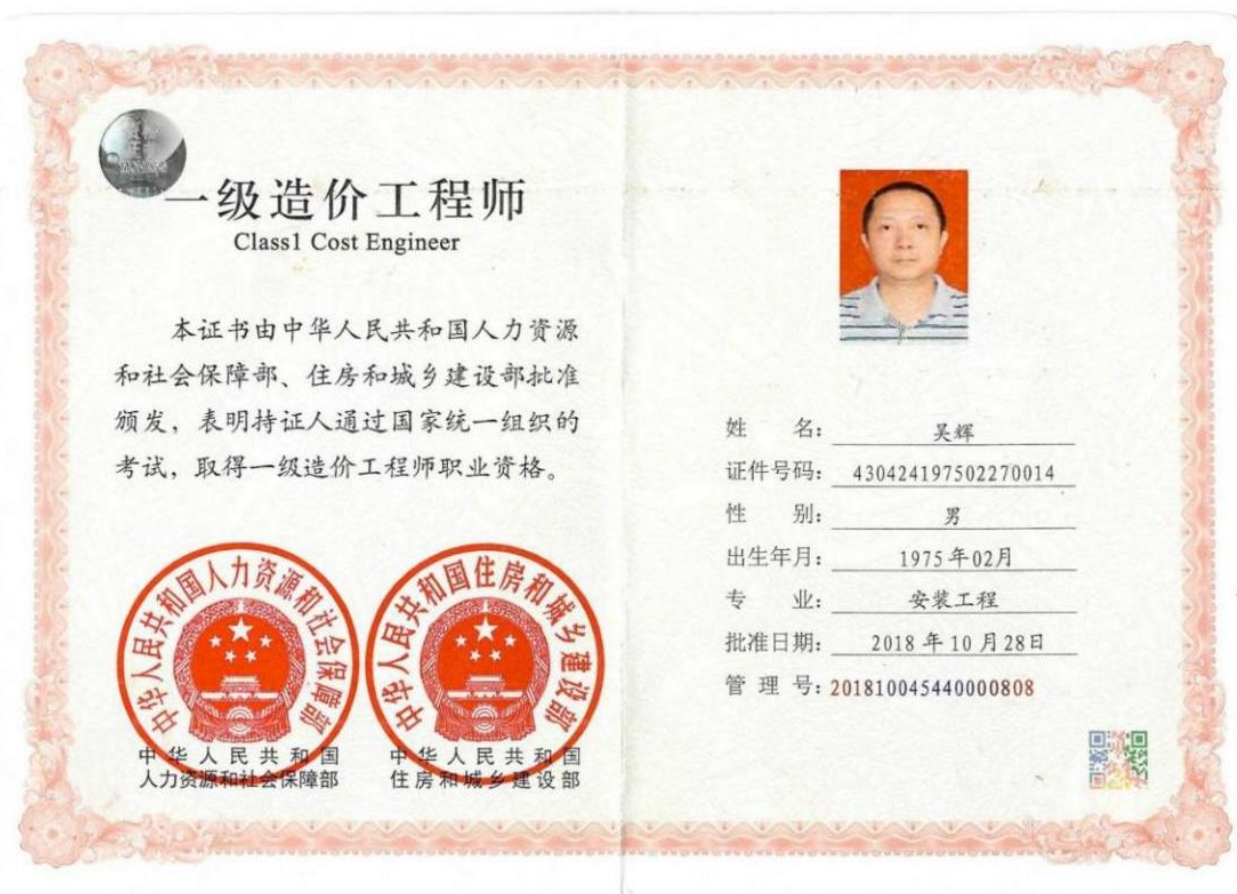 一级造价工程师
Class1 Cost Engineer
本证书由中华人民共和国人力资源
和社会保障部、住房和城乡建设部批准
颁发，表明持证人通过国家统一组织的
考试，取得一级造价工程师职业资格。
中华人民共和国人力资源和社会保障部
中华人民共和国住房和城乡建设部
中华人民共和国
人力资源和社会保障部
中华人民共和国
住房和城乡建设部
姓 名：吴辉
证件号码：430424197502270014
性 别：男
出生年月：1975年02月
专 业：安装工程
批准日期：2018年10月28日
管 理 号：201810045440000808